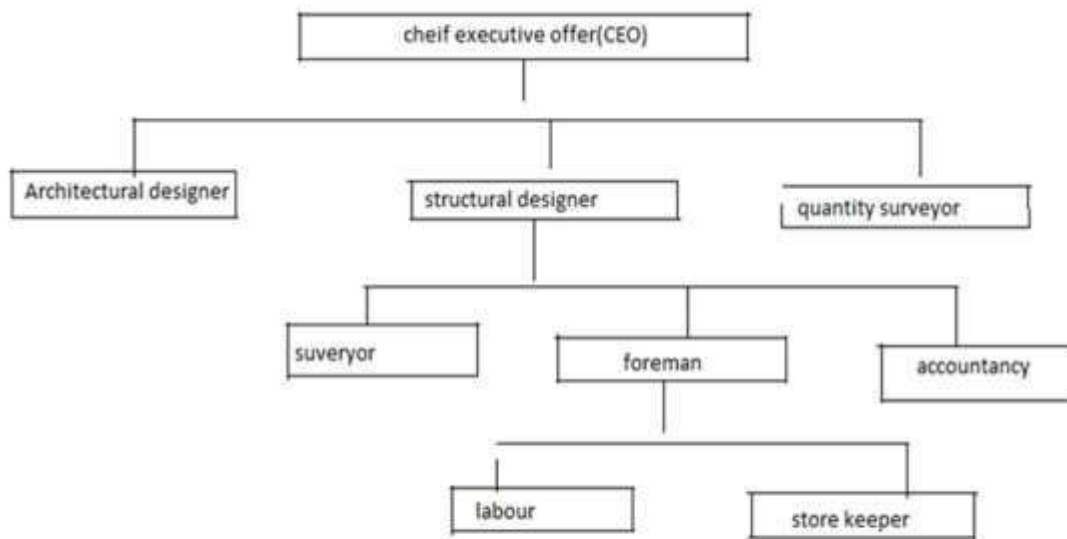 cheif executive offer(CEO)
Architectural designer
structural designer
quantity surveyor
suveryor
foreman
accountancy
labour
store keeper